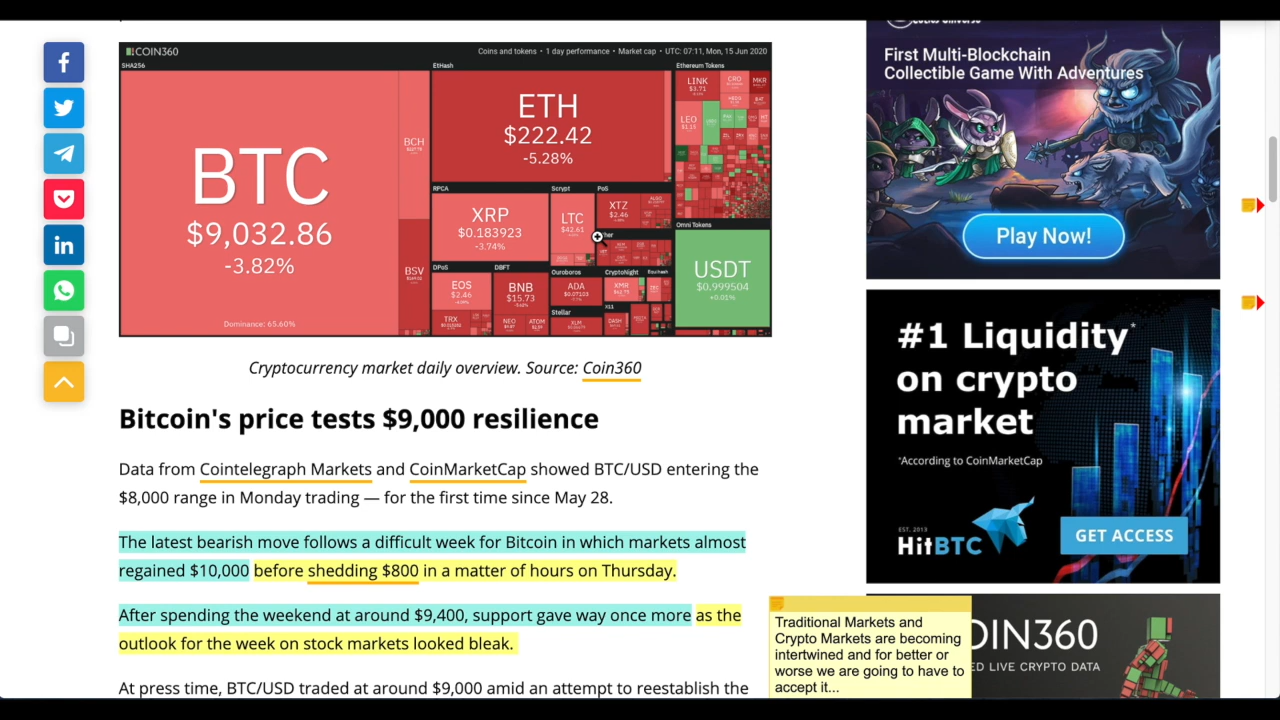 COIN360
Coins and tokens • 1 day performance • Market cap • UTC: 07:11, Mon, 15 Jun 2020
SHA256
BTC
$9,032.86
-3.82%
Dominance: 65.60%
BCH
BSV
EtHash
ETH
$222.42
-5.28%
Ethereum Tokens
LINK
$3.71
CRO
MKR
LEO
$1.15
RPCA
XRP
$0.183923
-3.74%
Scrypt
LTC
$42.61
PoS
XTZ
$2.46
DPoS
EOS
$2.46
TRX
DBFT
BNB
$15.73
NEO
ATOM
Ouroboros
ADA
$0.07103
CryptoNight
XMR
Stellar
XLM
X11
DASH
Omni Tokens
USDT
$0.999504
+0.01%
Cryptocurrency market daily overview. Source: Coin360
Bitcoin's price tests $9,000 resilience
Data from Cointelegraph Markets and CoinMarketCap showed BTC/USD entering the
$8,000 range in Monday trading — for the first time since May 28.
The latest bearish move follows a difficult week for Bitcoin in which markets almost
regained $10,000 before shedding $800 in a matter of hours on Thursday.
After spending the weekend at around $9,400, support gave way once more as the
outlook for the week on stock markets looked bleak.
At press time, BTC/USD traded at around $9,000 amid an attempt to reestablish the
First Multi-Blockchain
Collectible Game With Adventures
Play Now!
#1 Liquidity*
on crypto
market
*According to CoinMarketCap
EST. 2013
HitBTC
GET ACCESS
Traditional Markets and
Crypto Markets are becoming
intertwined and for better or
worse we are going to have to
accept it...
OIN360
ED LIVE CRYPTO DATA